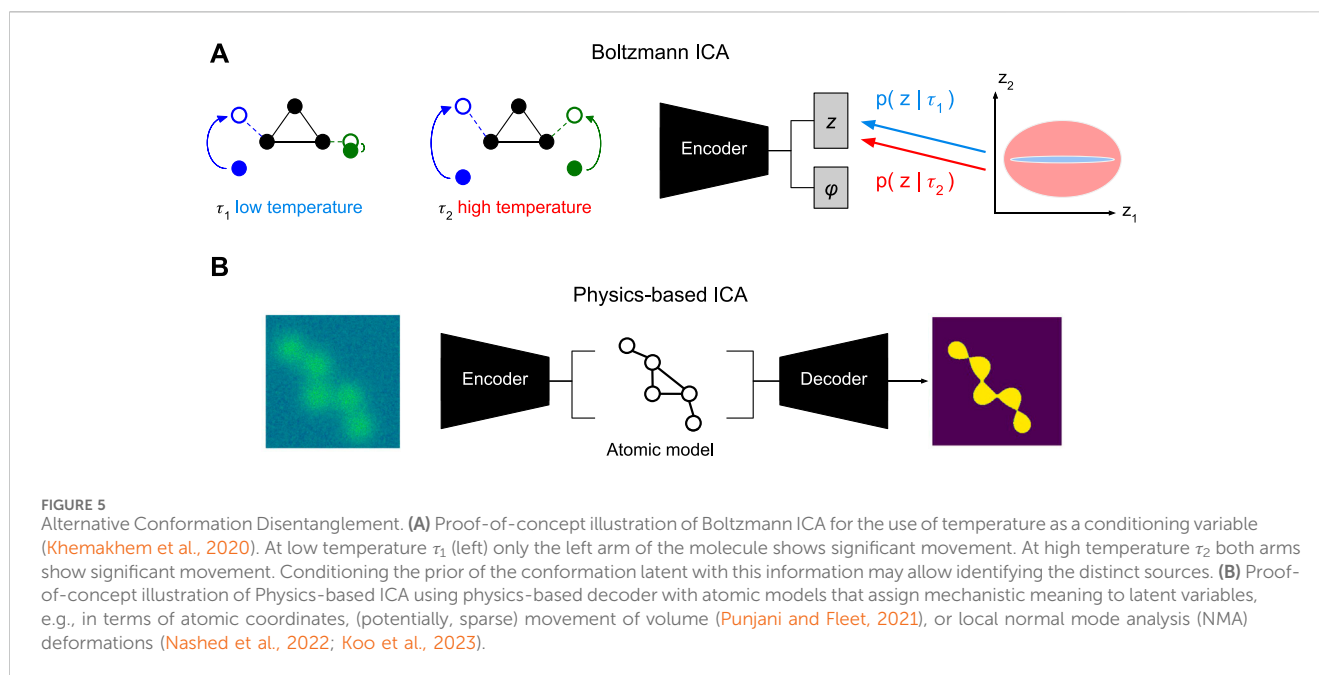 A
Boltzmann ICA
τ1 low temperature
τ2 high temperature
Encoder
z
φ
p( z | τ1 )
p( z | τ2 )
z2
z1
B
Physics-based ICA
Encoder
Atomic model
Decoder
FIGURE 5
Alternative Conformation Disentanglement. (A) Proof-of-concept illustration of Boltzmann ICA for the use of temperature as a conditioning variable
(Khemakhem et al., 2020). At low temperature τ1 (left) only the left arm of the molecule shows significant movement. At high temperature τ2 both arms
show significant movement. Conditioning the prior of the conformation latent with this information may allow identifying the distinct sources. (B) Proof-
of-concept illustration of Physics-based ICA using physics-based decoder with atomic models that assign mechanistic meaning to latent variables,
e.g., in terms of atomic coordinates, (potentially, sparse) movement of volume (Punjani and Fleet, 2021), or local normal mode analysis (NMA)
deformations (Nashed et al., 2022; Koo et al., 2023).